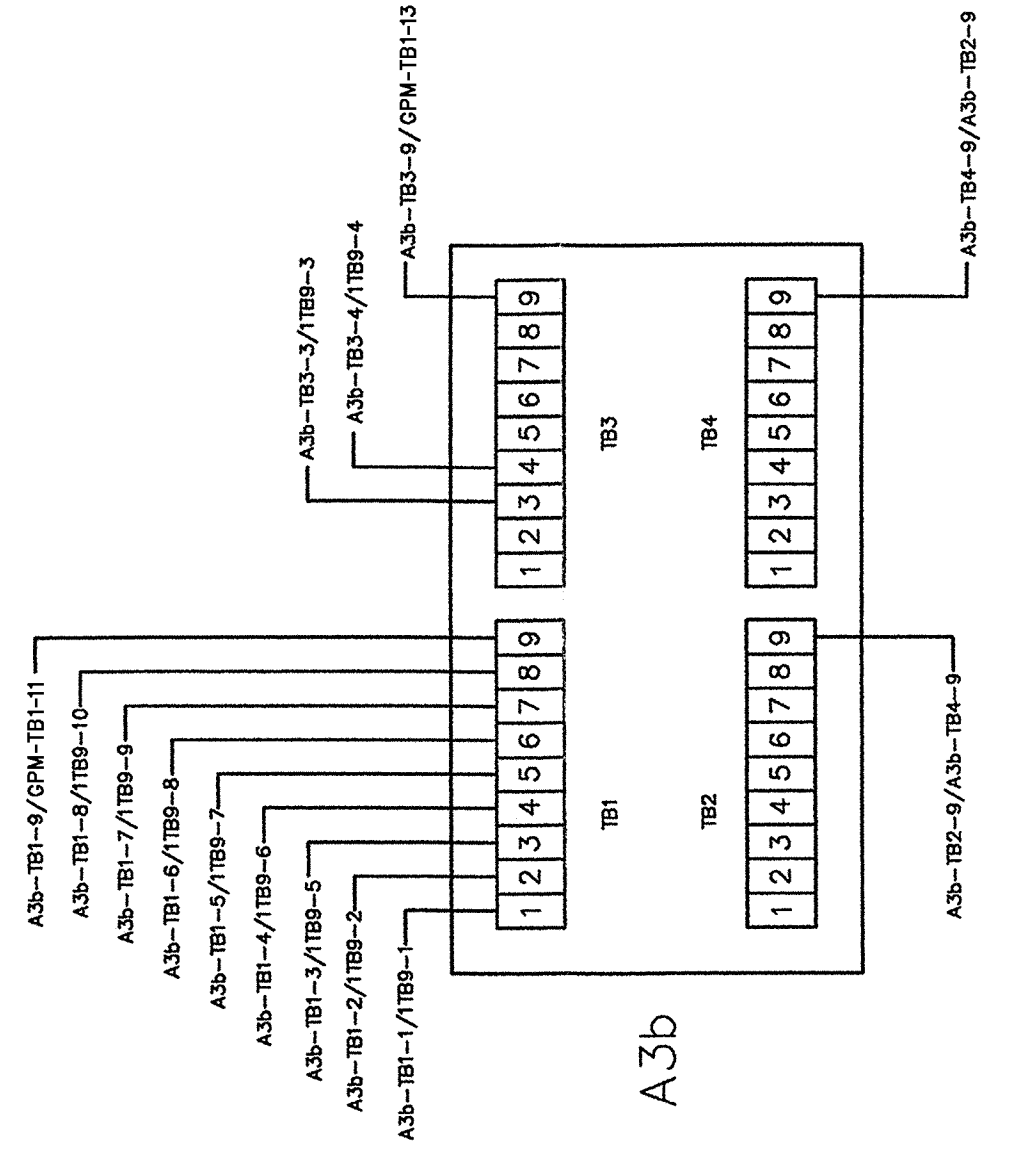 A3b-TB1-9/GPM-TB1-11
A3b-TB1-8/1TB9-10
A3b-TB1-7/1TB9-9
A3b-TB1-6/1TB9-8
A3b-TB1-5/1TB9-7
A3b-TB1-4/1TB9-6
A3b-TB1-3/1TB9-5
A3b-TB1-2/1TB9-2
A3b-TB1-1/1TB9-1
A3b-TB3-3/1TB9-3
A3b-TB3-4/1TB9-4
A3b-TB3-9/GPM-TB1-13
1 2 3 4 5 6 7 8 9
1 2 3 4 5 6 7 8 9
TB1
TB3
TB2
TB4
1 2 3 4 5 6 7 8 9
1 2 3 4 5 6 7 8 9
A3b-TB2-9/A3b-TB4-9
A3b-TB4-9/A3b-TB2-9
A3b